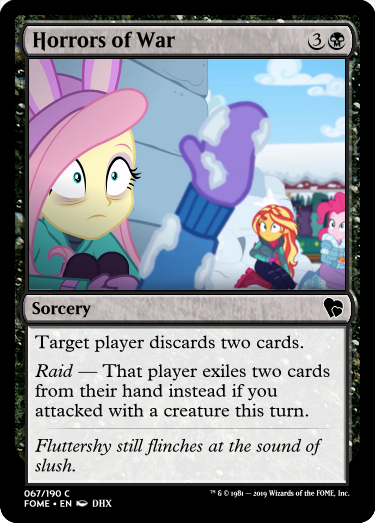 Horrors of War 3
Sorcery
Target player discards two cards.
Raid — That player exiles two cards
from their hand instead if you
attacked with a creature this turn.
Fluttershy still flinches at the sound of
slush.
067/190 C
FOME • EN DHX
™ & © 1981 — 2019 Wizards of the FOME, Inc.